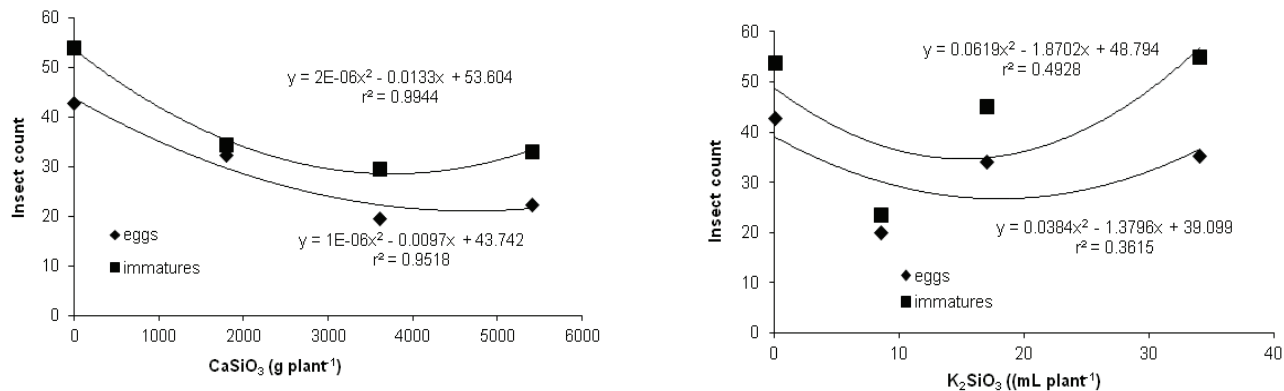 60
50
40
30
20
10
0
Insect count
y = 2E-06x² - 0.0133x + 53.604
r² = 0.9944
eggs
immatures
y = 1E-06x² - 0.0097x + 43.742
r² = 0.9518
0 1000 2000 3000 4000 5000 6000
CaSiO₃ (g plant⁻¹)
60
50
40
30
20
10
0
Insect count
y = 0.0619x² - 1.8702x + 48.794
r² = 0.4928
y = 0.0384x² - 1.3796x + 39.099
r² = 0.3615
eggs
immatures
0 10 20 30 40
K₂SiO₃ ((mL plant⁻¹)